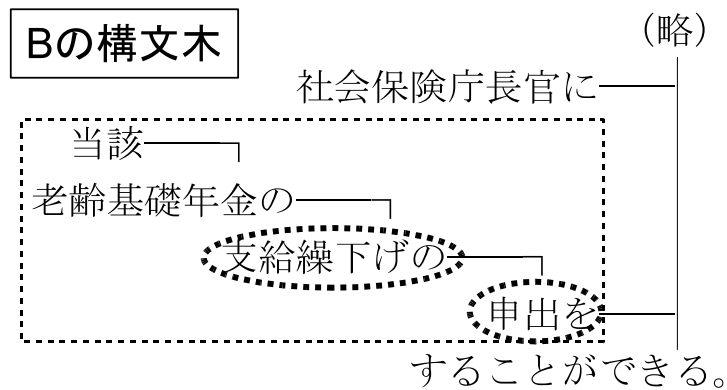 Bの構文木
（略）
社会保険庁長官に
当該
老齢基礎年金の
支給繰下げの
申出を
することができる。